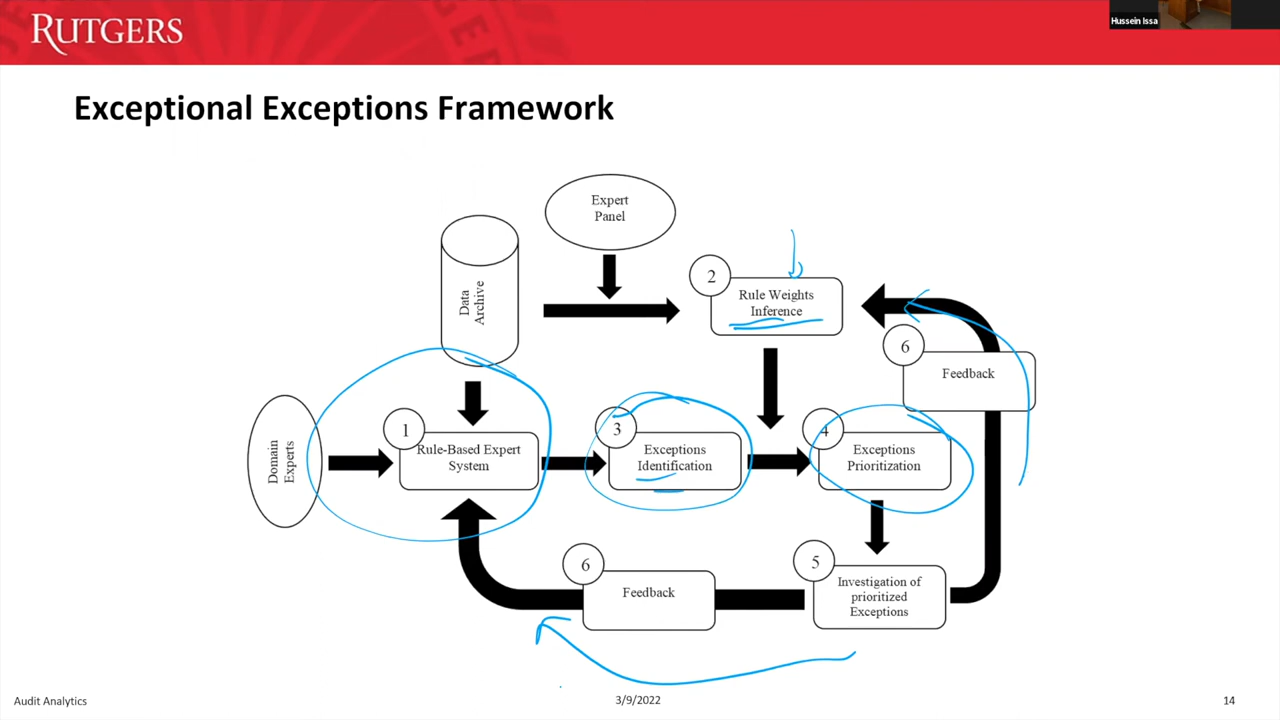 RUTGERS
Hussein Issa
Exceptional Exceptions Framework
Expert
Panel
Data
Archive
2
Rule Weights
Inference
6
Feedback
Domain
Experts
1
Rule-Based Expert
System
3
Exceptions
Identification
4
Exceptions
Prioritization
6
Feedback
5
Investigation of
prioritized
Exceptions
Audit Analytics
3/9/2022
14